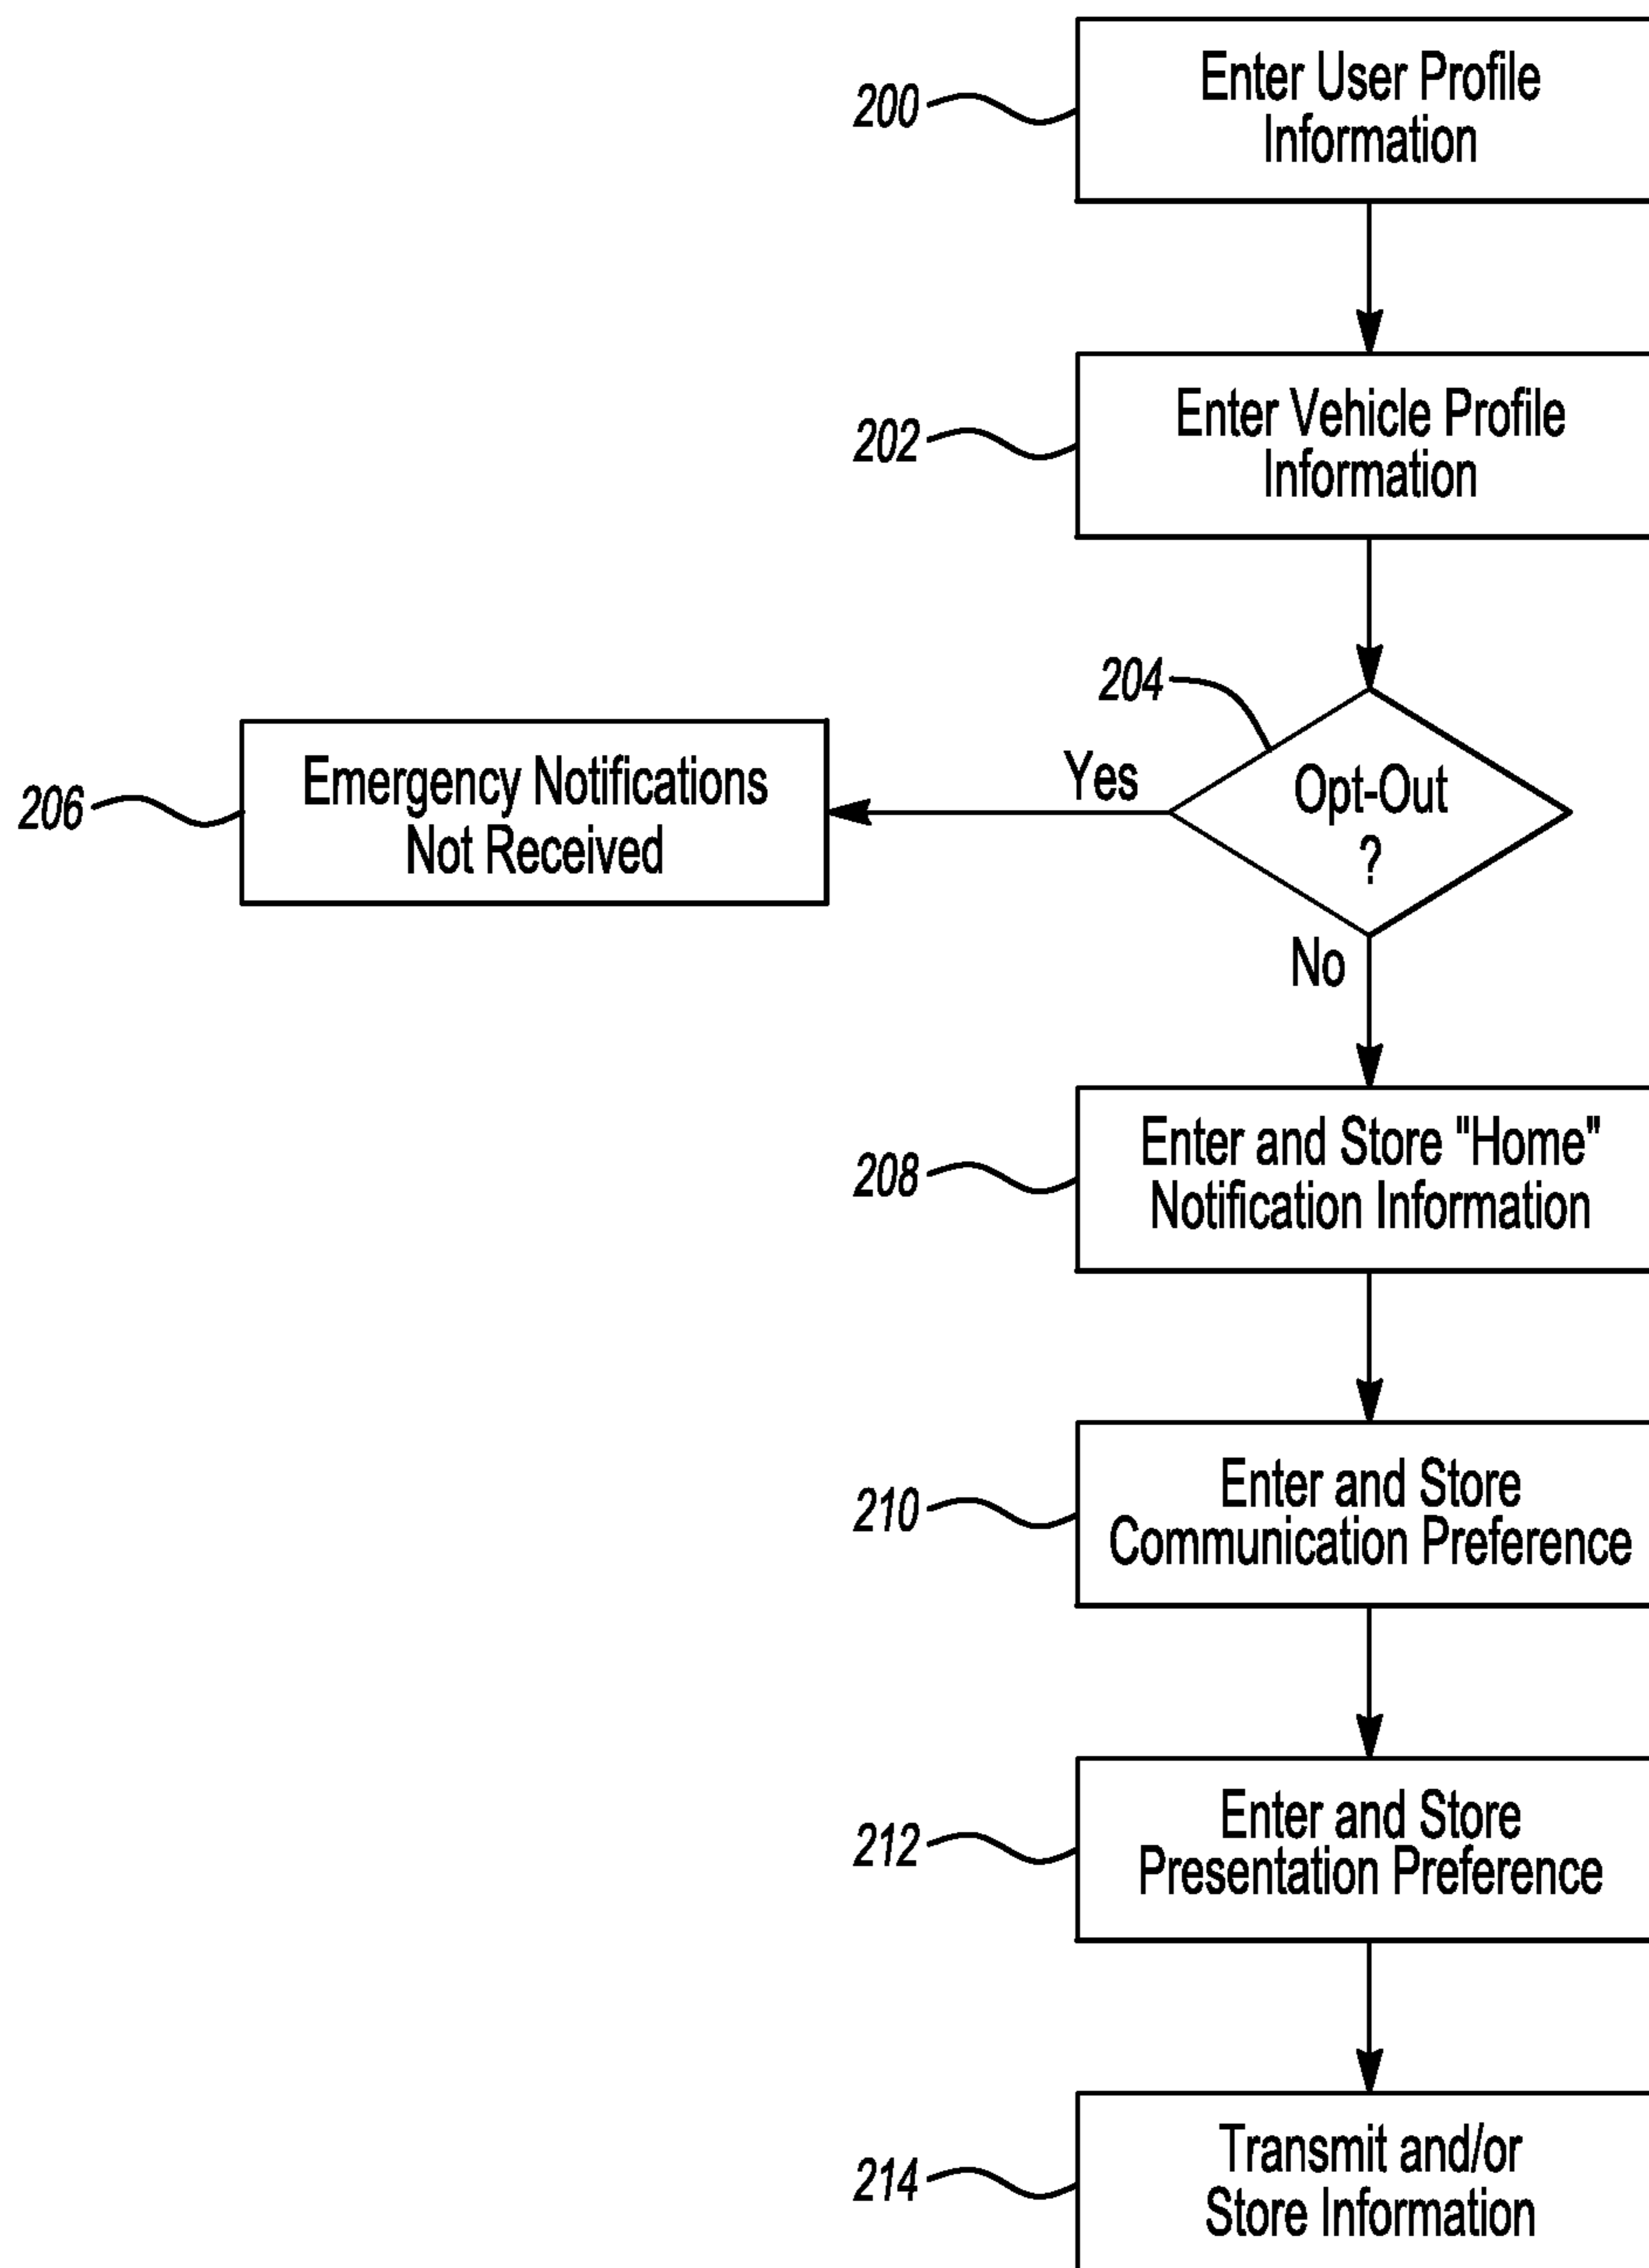 200
Enter User Profile
Information
202
Enter Vehicle Profile
Information
204
Opt-Out
?
Yes
206
Emergency Notifications
Not Received
No
208
Enter and Store "Home"
Notification Information
210
Enter and Store
Communication Preference
212
Enter and Store
Presentation Preference
214
Transmit and/or
Store Information